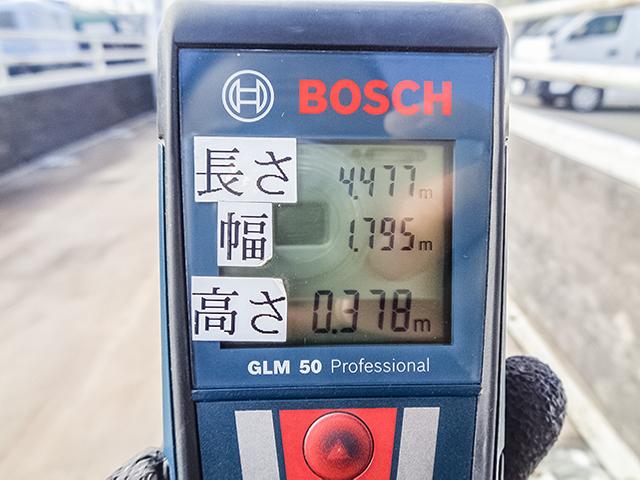 BOSCH
長さ 4.477m
幅 1.795m
高さ 0.378m
GLM 50 Professional